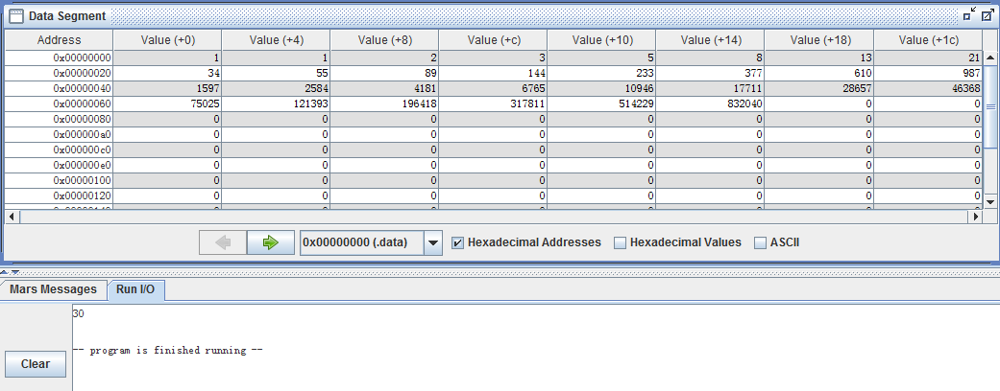 Data Segment
Address Value (+0) Value (+4) Value (+8) Value (+c) Value (+10) Value (+14) Value (+18) Value (+1c)
0x00000000 1 1 2 3 5 8 13 21
0x00000020 34 55 89 144 233 377 610 987
0x00000040 1597 2584 4181 6765 10946 17711 28657 46368
0x00000060 75025 121393 196418 317811 514229 832040 0 0
0x00000080 0 0 0 0 0 0 0 0
0x000000a0 0 0 0 0 0 0 0 0
0x000000c0 0 0 0 0 0 0 0 0
0x000000e0 0 0 0 0 0 0 0 0
0x00000100 0 0 0 0 0 0 0 0
0x00000120 0 0 0 0 0 0 0 0
0x00000000 (.data) Hexadecimal Addresses Hexadecimal Values ASCII
Mars Messages Run I/O
30
-- program is finished running --
Clear